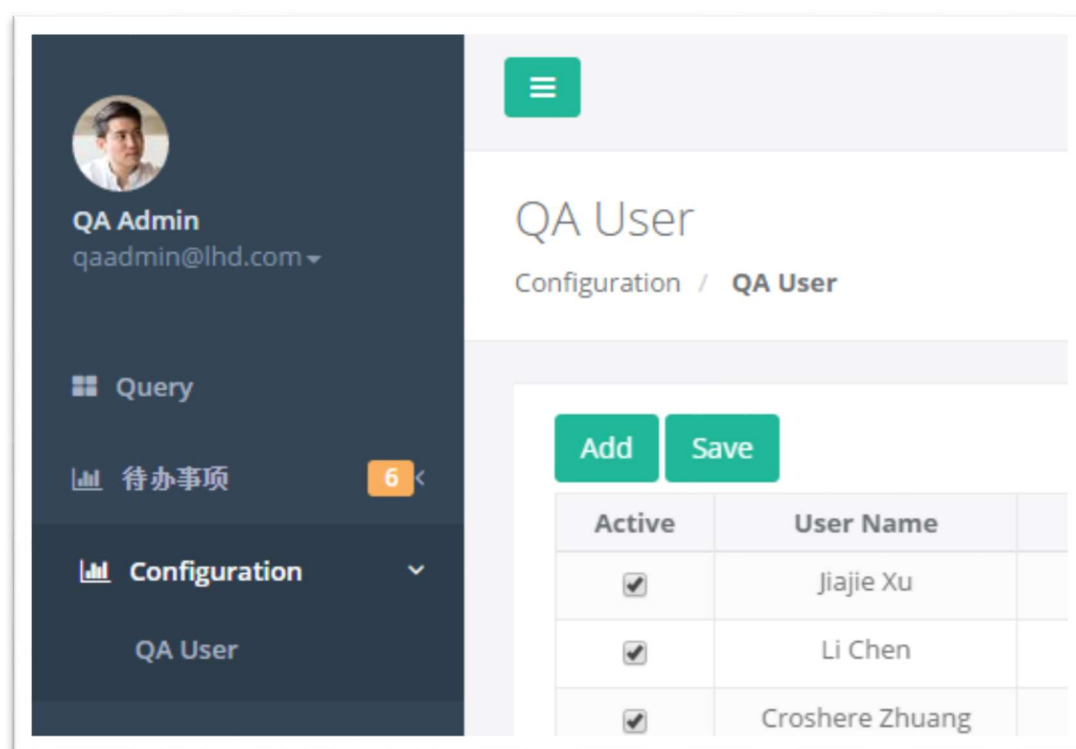 QA Admin
qaadmin@lhd.com
Query
待办事项 6
Configuration
QA User
QA User
Configuration / QA User
Add Save
Active User Name
Jiajie Xu
Li Chen
Croshere Zhuang